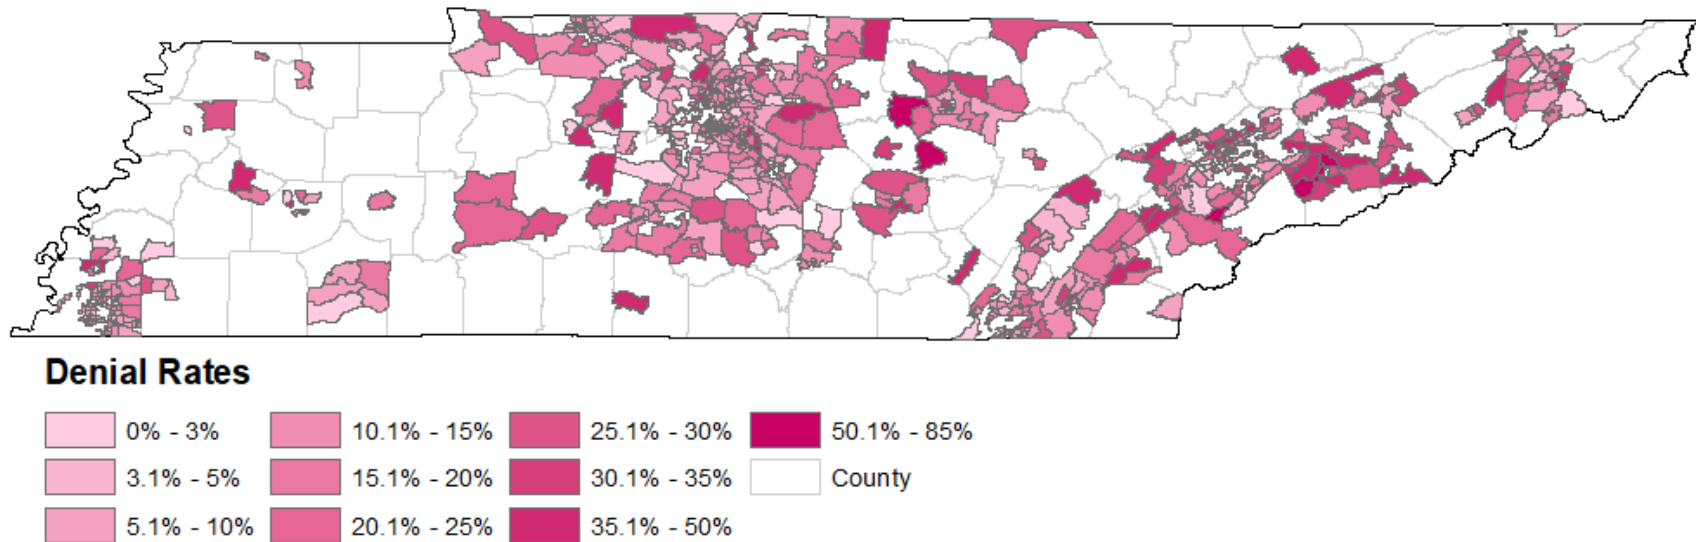 Denial Rates
0% - 3%
3.1% - 5%
5.1% - 10%
10.1% - 15%
15.1% - 20%
20.1% - 25%
25.1% - 30%
30.1% - 35%
35.1% - 50%
50.1% - 85%
County